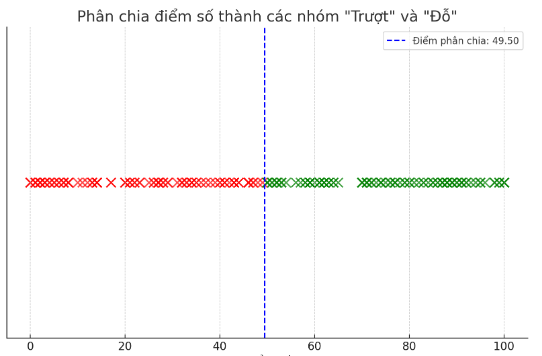 Phân chia điểm số thành các nhóm "Trượt" và "Đỗ"
Điểm phân chia: 49.50
0 20 40 60 80 100